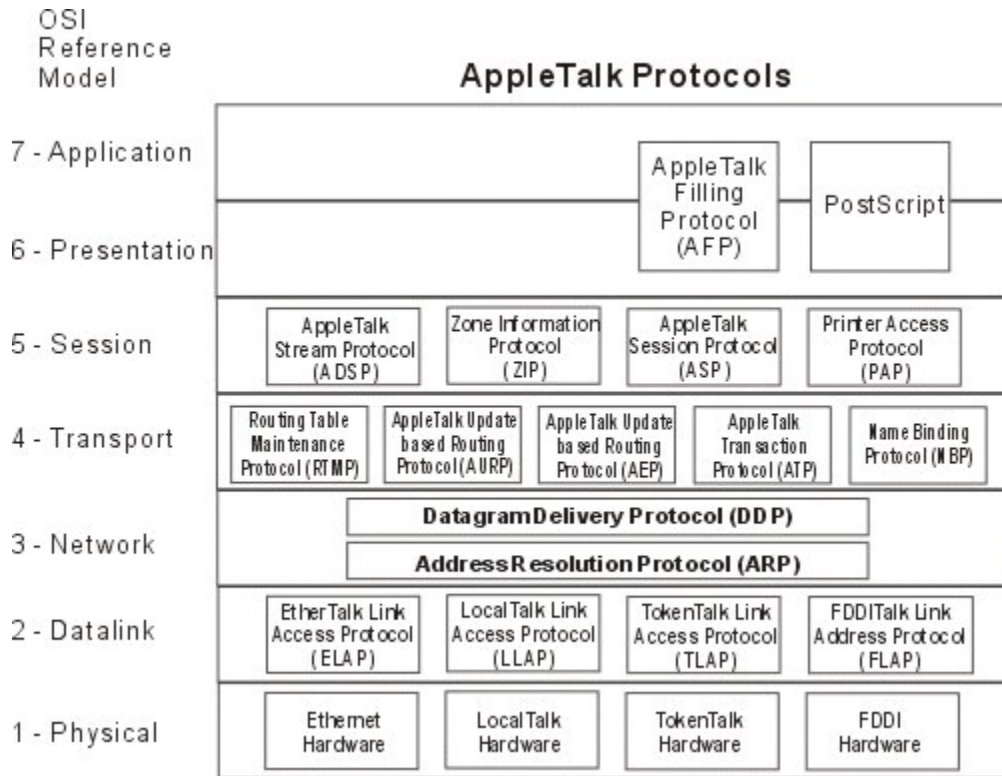 OSI
Reference
Model
AppleTalk Protocols
7 - Application
AppleTalk
Filling
Protocol
(AFP)
PostScript
6 - Presentation
5 - Session
AppleTalk
Stream Protocol
(ADSP)
Zone Information
Protocol
(ZIP)
AppleTalk
Session Protocol
(ASP)
Printer Access
Protocol
(PAP)
4 - Transport
Routing Table
Maintenance
Protocol (RTMP)
AppleTalk Update
based Routing
Protocol (AURP)
AppleTalk Update
based Routing
Protocol (AEP)
AppleTalk
Transaction
Protocol (ATP)
Name Binding
Protocol (NBP)
3 - Network
Datagram Delivery Protocol (DDP)
Address Resolution Protocol (ARP)
2 - Datalink
EtherTalk Link
Access Protocol
(ELAP)
LocalTalk Link
Access Protocol
(LLAP)
TokenTalk Link
Access Protocol
(TLAP)
FDDITalk Link
Address Protocol
(FLAP)
1 - Physical
Ethernet
Hardware
LocalTalk
Hardware
TokenTalk
Hardware
FDDI
Hardware